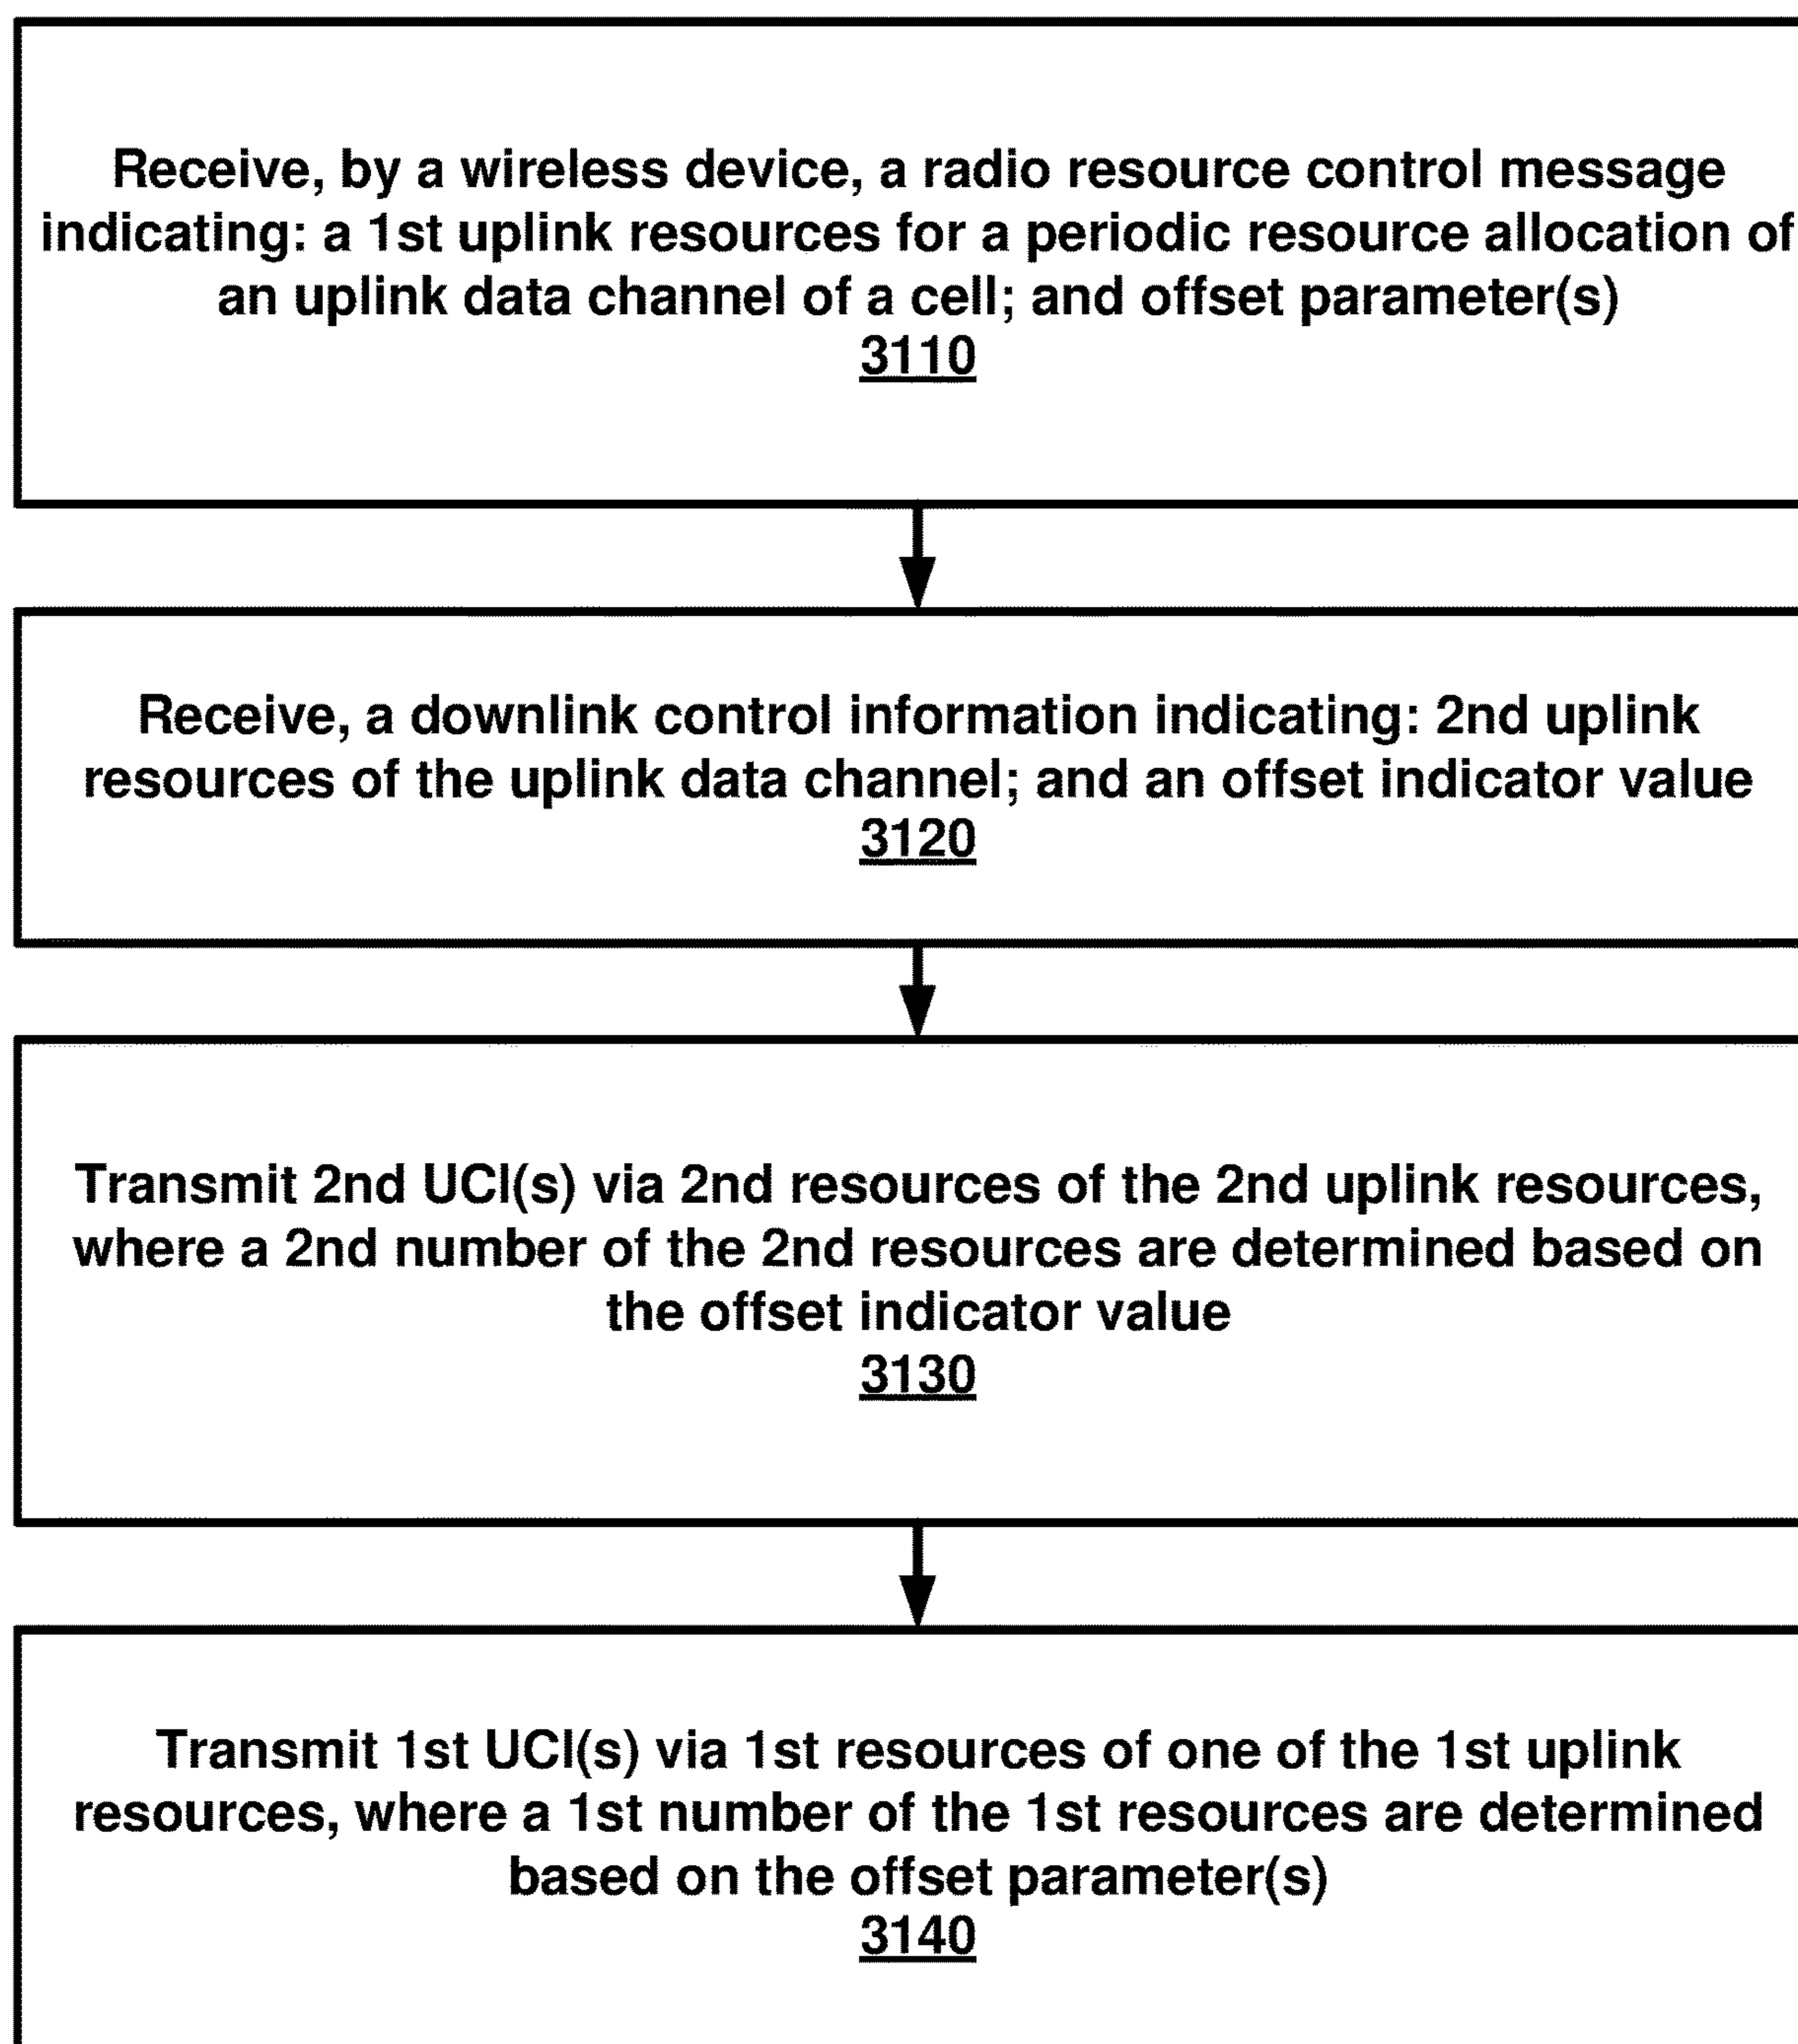 Receive, by a wireless device, a radio resource control message
indicating: a 1st uplink resources for a periodic resource allocation of
an uplink data channel of a cell; and offset parameter(s)
3110
Receive, a downlink control information indicating: 2nd uplink
resources of the uplink data channel; and an offset indicator value
3120
Transmit 2nd UCI(s) via 2nd resources of the 2nd uplink resources,
where a 2nd number of the 2nd resources are determined based on
the offset indicator value
3130
Transmit 1st UCI(s) via 1st resources of one of the 1st uplink
resources, where a 1st number of the 1st resources are determined
based on the offset parameter(s)
3140